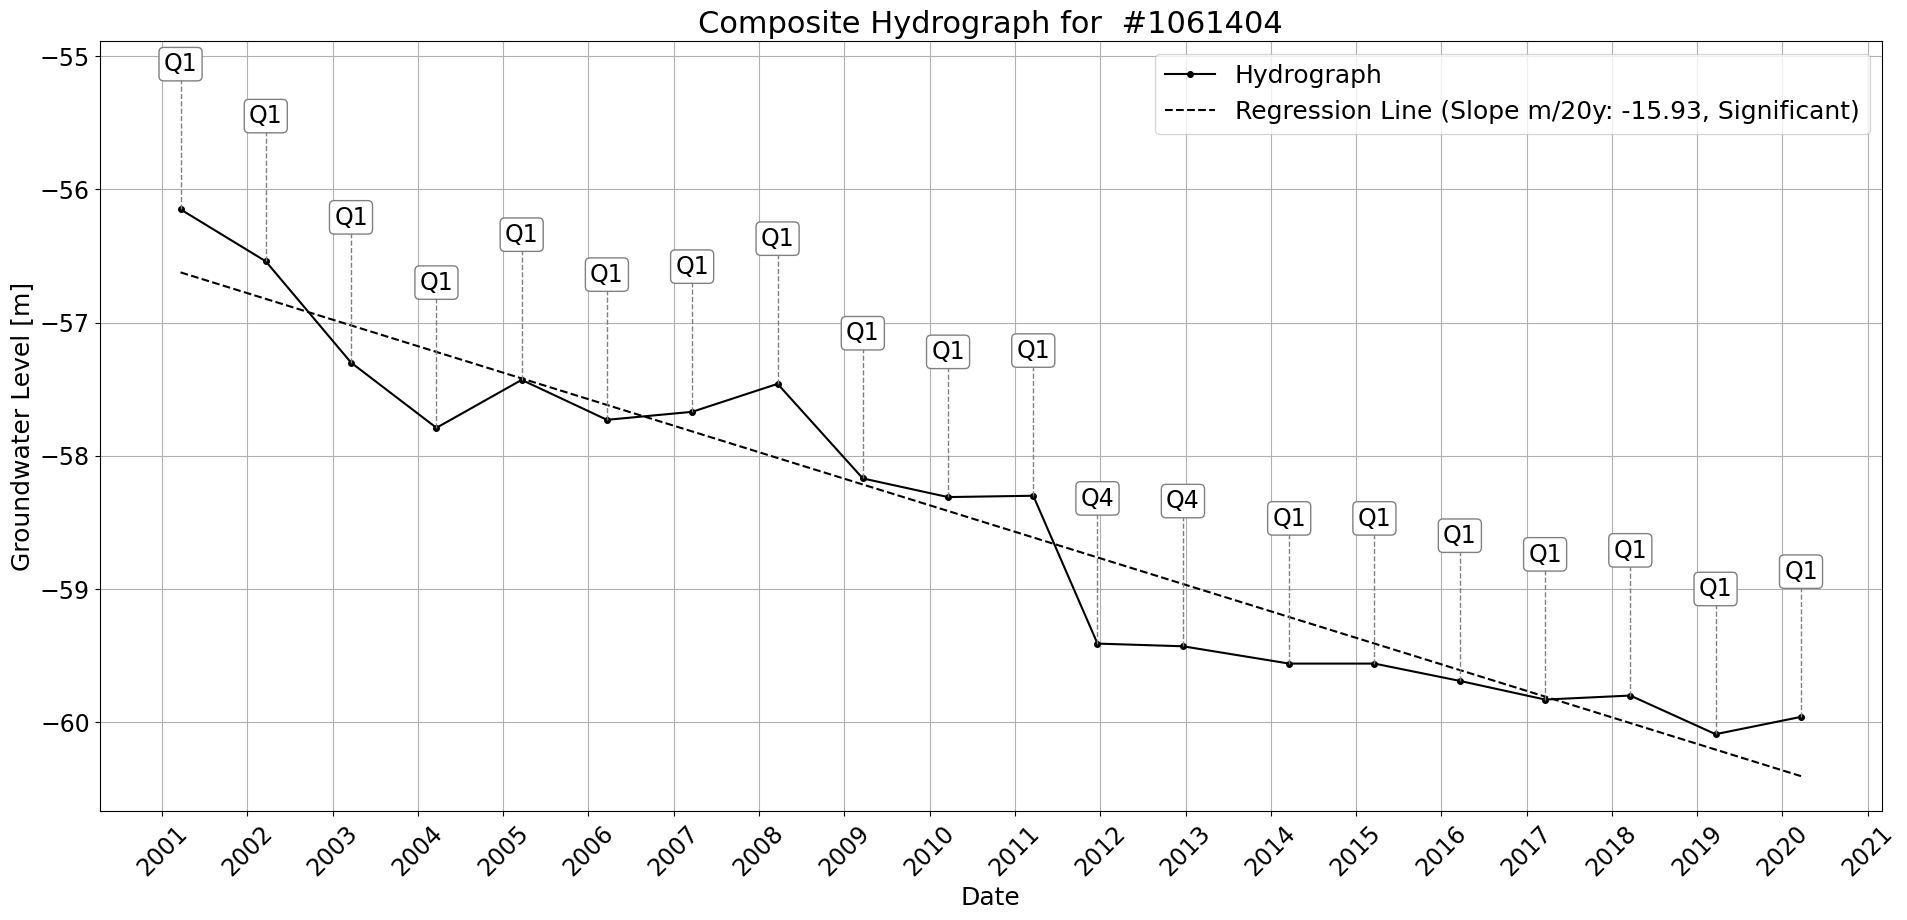 Composite Hydrograph for  #1061404
Hydrograph
Regression Line (Slope m/20y: -15.93, Significant)
Groundwater Level [m]
−55
−56
−57
−58
−59
−60
Q1
Q1
Q1
Q1
Q1
Q1
Q1
Q1
Q1
Q1
Q1
Q4
Q4
Q1
Q1
Q1
Q1
Q1
Q1
Q1
2001
2002
2003
2004
2005
2006
2007
2008
2009
2010
2011
2012
2013
2014
2015
2016
2017
2018
2019
2020
2021
Date